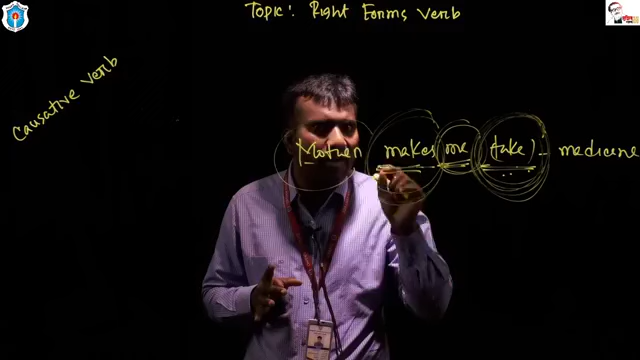 Topic: Right Forms Verb
Causative Verb
Mother makes me (take) medicine